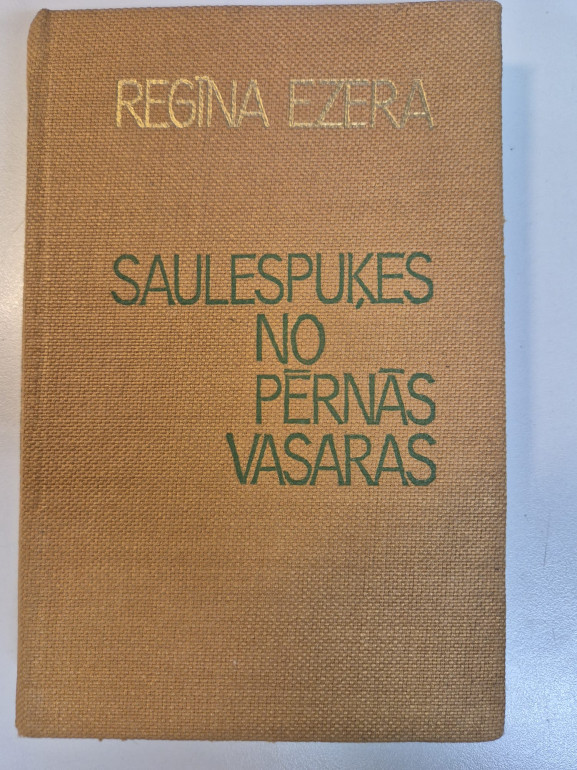 REGĪNA EZERA
SAULESPUĶES
NO
PĒRNĀS
VASARAS